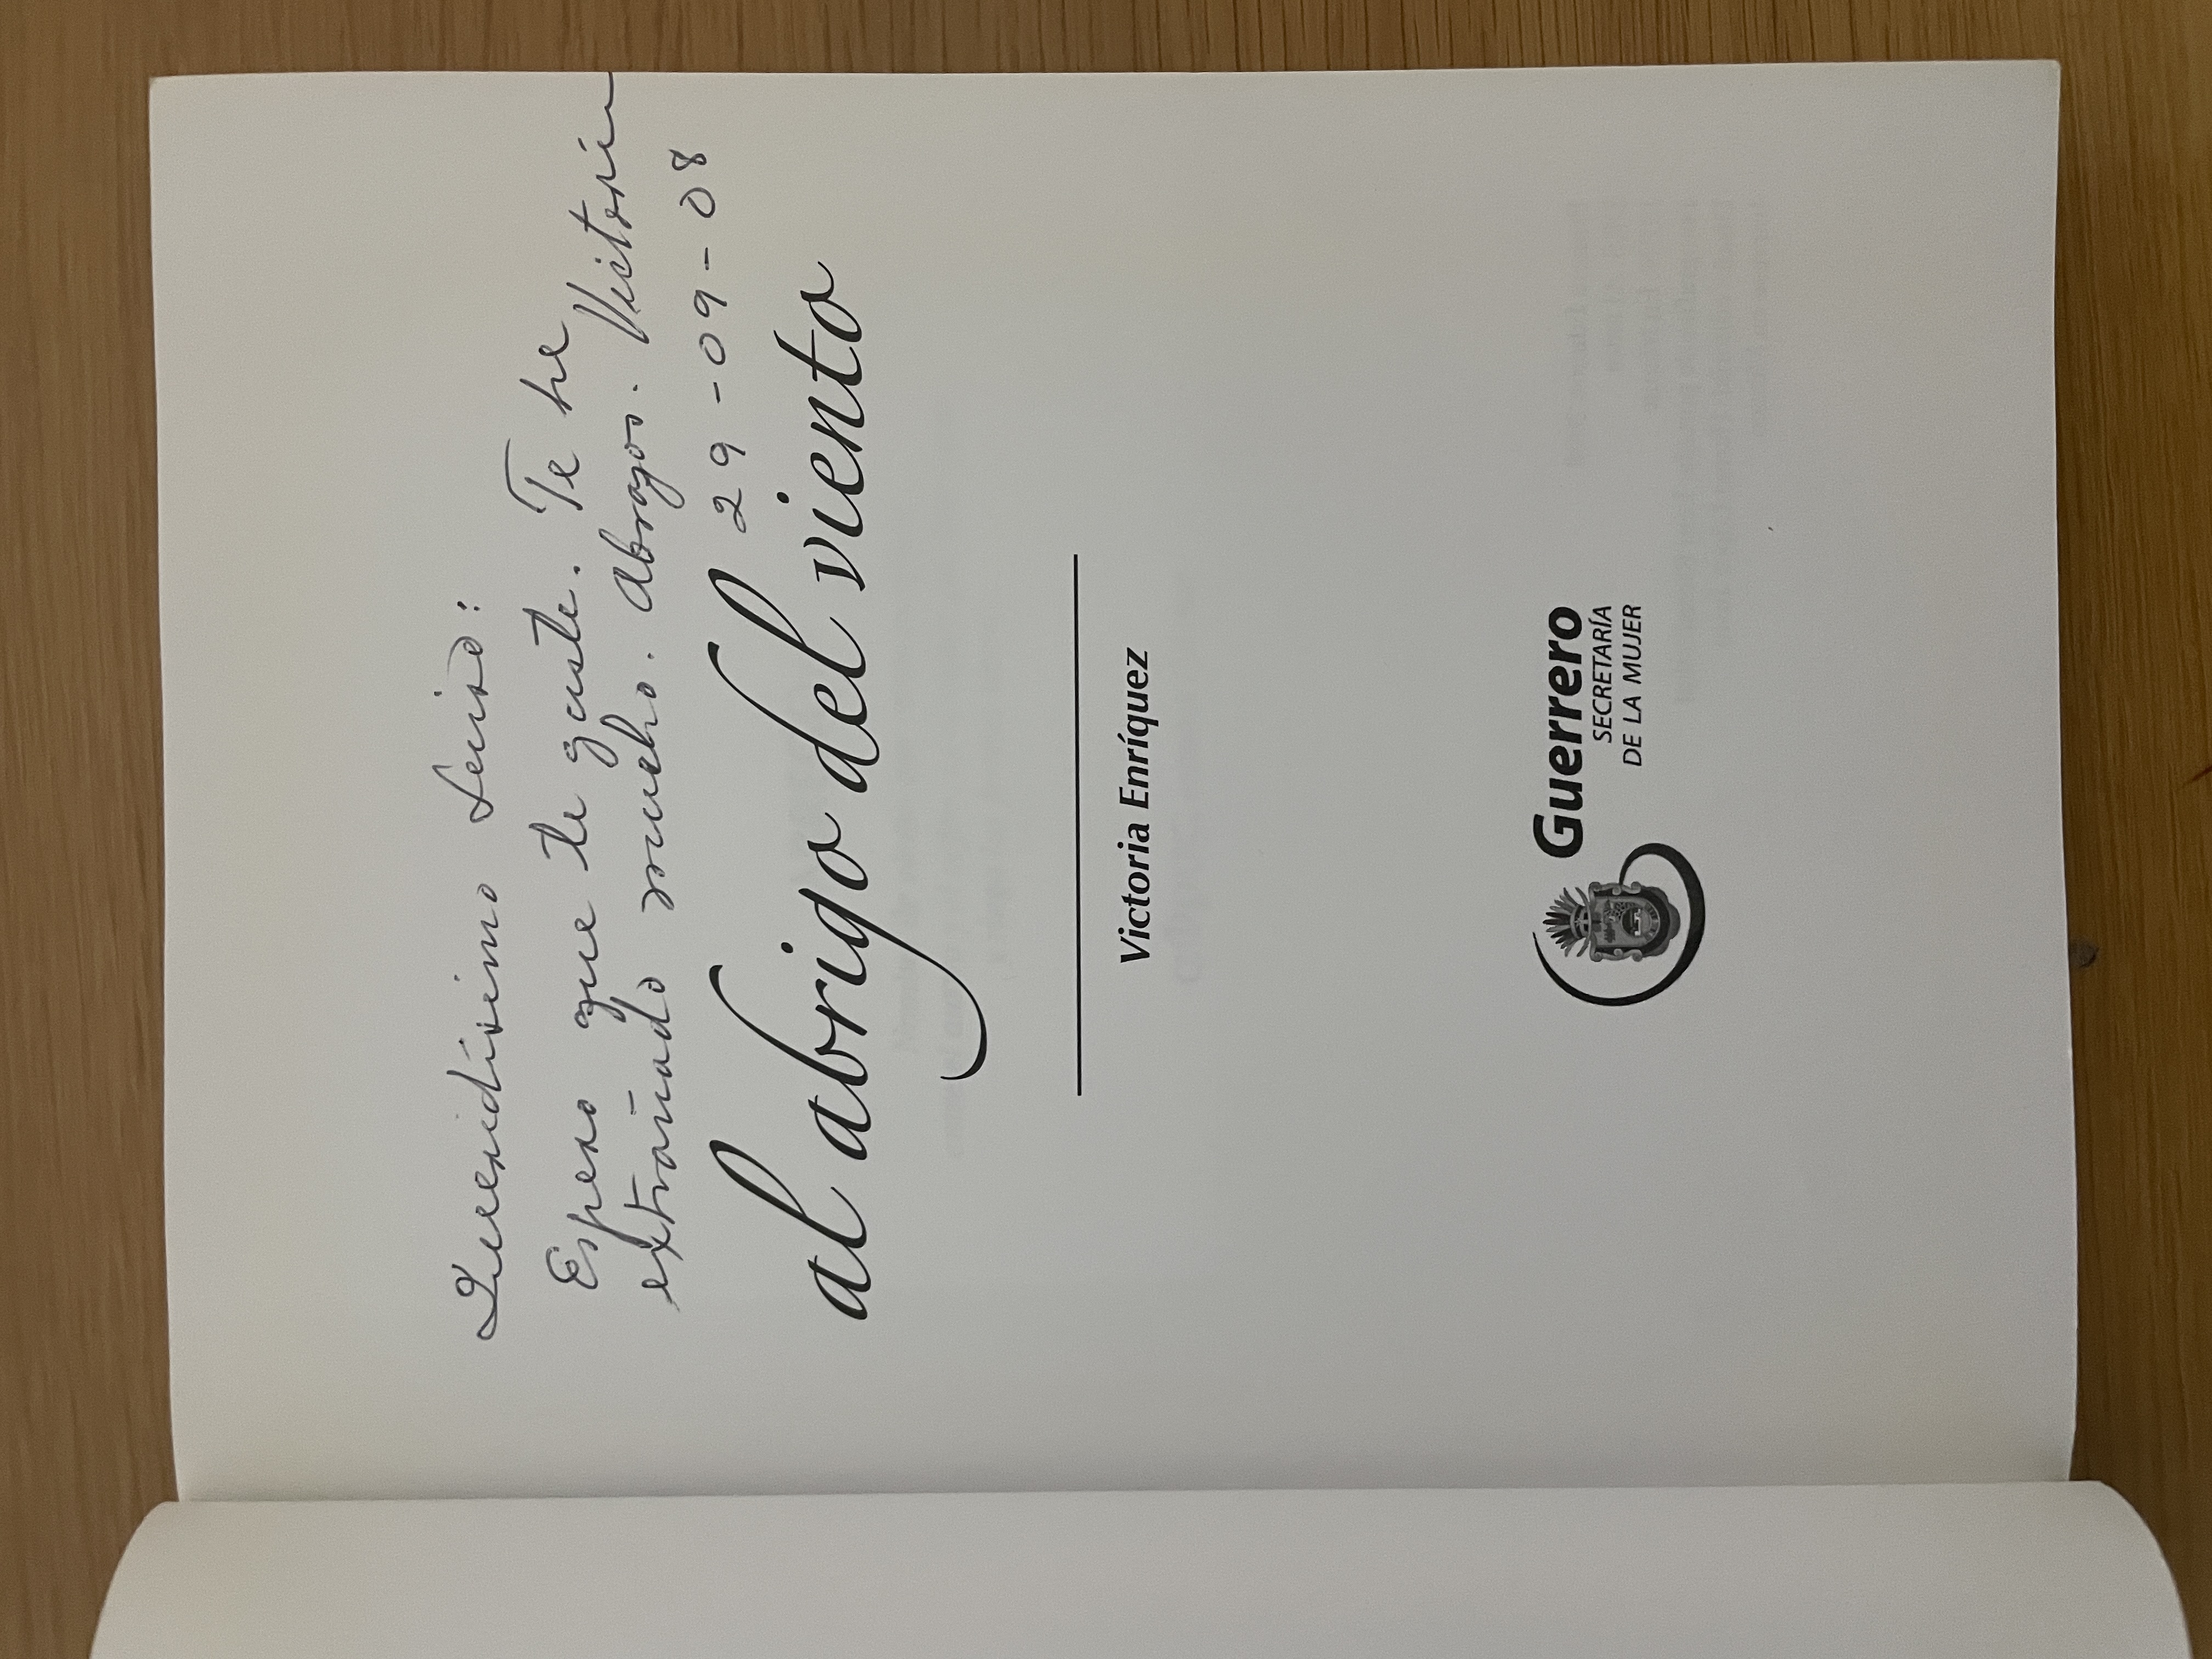 Queridísimo Luiso:
Espero que te guste. Te he
extrañado mucho. Abrazos. Victoria
29-09-08
al abrigo del viento
Victoria Enríquez
Guerrero
SECRETARÍA
DE LA MUJER